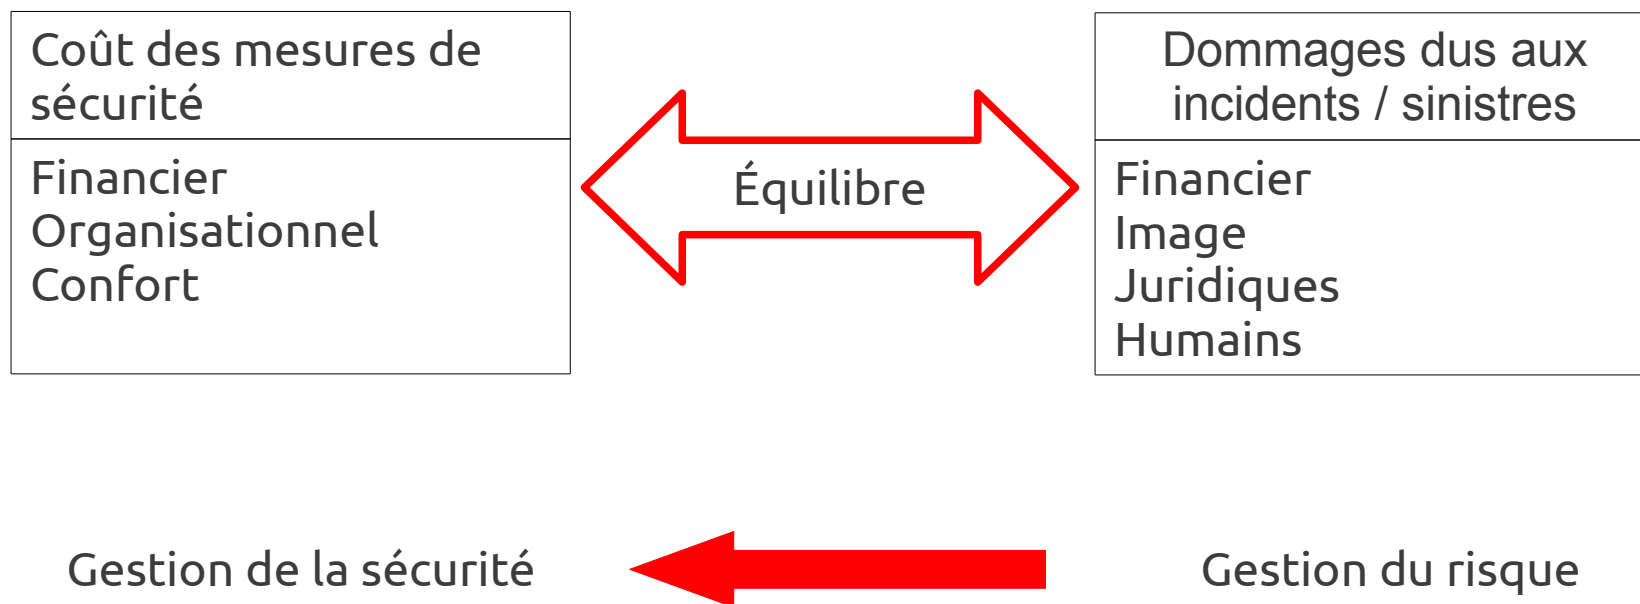 Coût des mesures de
sécurité
Financier
Organisationnel
Confort
Équilibre
Dommages dus aux
incidents / sinistres
Financier
Image
Juridiques
Humains
Gestion de la sécurité
Gestion du risque